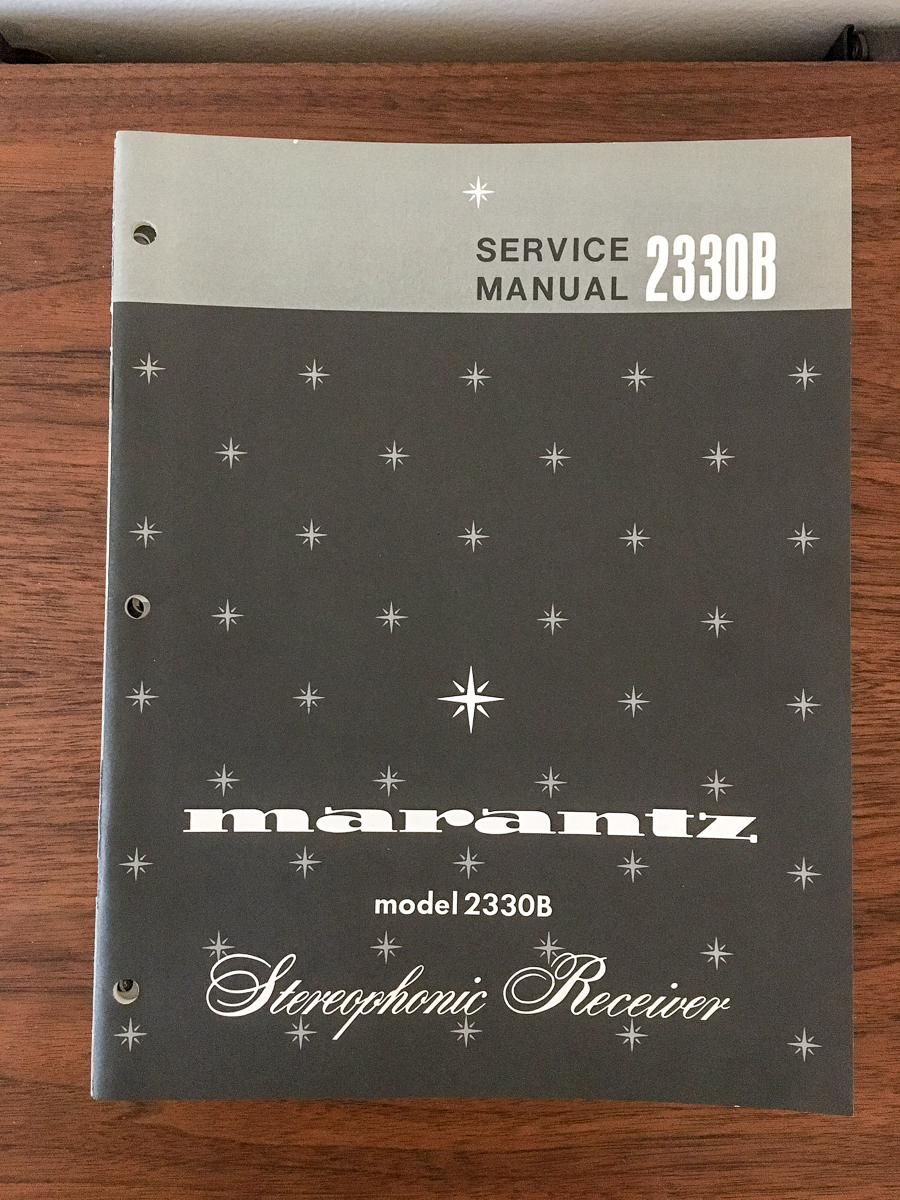 SERVICE
MANUAL 2330B
marantz
model 2330B
Stereophonic Receiver